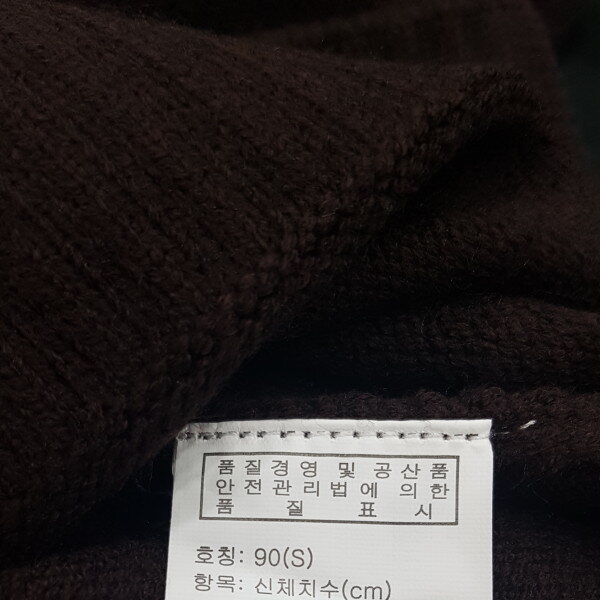 품질경영 및 공산품
안전관리법에 의한
품 질 표 시
호칭: 90(S)
항목: 신체치수(cm)